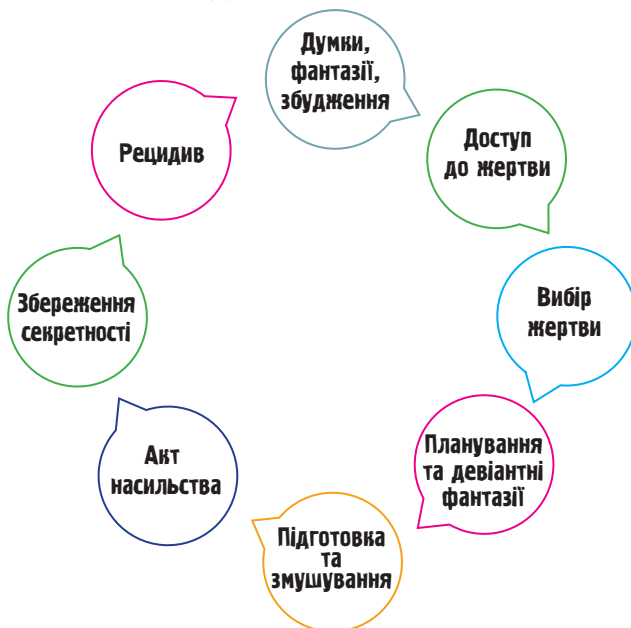 Думки,
фантазії,
збудження
Доступ
до жертви
Вибір
жертви
Планування
та девіантні
фантазії
Підготовка
та
змушування
Акт
насильства
Збереження
секретності
Рецидив